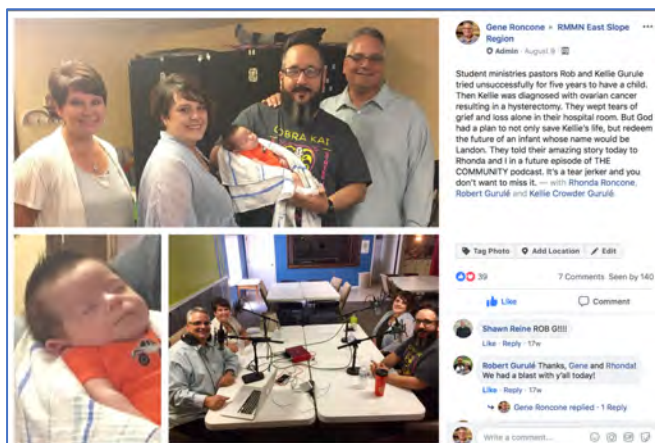 OBRA KAI
Gene Roncone ▸ RMMN East Slope
Region
Admin · August 9 ·
Student ministries pastors Rob and Kellie Gurule
tried unsuccessfully for five years to have a child.
Then Kellie was diagnosed with ovarian cancer
resulting in a hysterectomy. They wept tears of
grief and loss alone in their hospital room. But God
had a plan to not only save Kellie's life, but redeem
the future of an infant whose name would be
Landon. They told their amazing story today to
Rhonda and I in a future episode of THE
COMMUNITY podcast. It's a tear jerker and you
don't want to miss it. — with Rhonda Roncone,
Robert Gurulé and Kellie Crowder Gurulé.
Tag Photo Add Location Edit
39 7 Comments Seen by 140
Like Comment
Shawn Reine ROB G!!!!
Like · Reply · 17w
Robert Gurulé Thanks, Gene and Rhonda!
We had a blast with y'all today!
Like · Reply · 17w
Gene Roncone replied · 1 Reply
Write a comment...